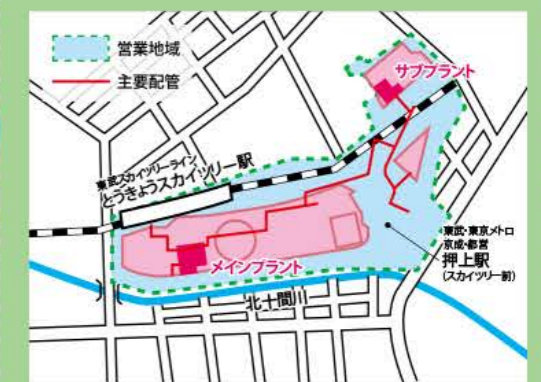 営業地域
主要配管
サブプラント
東武スカイツリーライン
とうきょうスカイツリー駅
メインプラント
東武・東京メトロ
京成・都営
押上駅
(スカイツリー前)
北十間川